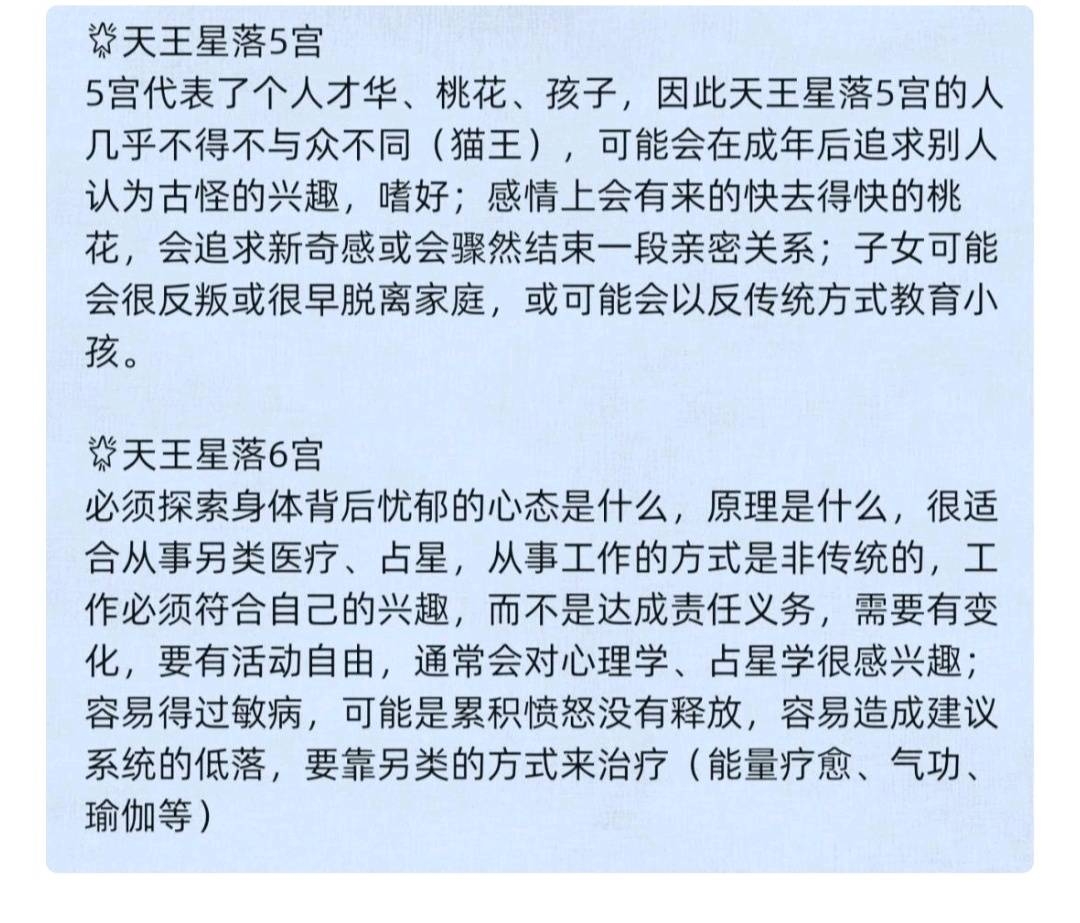 天王星落5宫
5宫代表了个人才华、桃花、孩子，因此天王星落5宫的人
几乎不得不与众不同（猫王），可能会在成年后追求别人
认为古怪的兴趣，嗜好；感情上会有来的快去得快的桃
花，会追求新奇感或会骤然结束一段亲密关系；子女可能
会很反叛或很早脱离家庭，或可能会以反传统方式教育小
孩。
天王星落6宫
必须探索身体背后忧郁的心态是什么，原理是什么，很适
合从事另类医疗、占星，从事工作的方式是非传统的，工
作必须符合自己的兴趣，而不是达成责任义务，需要有变
化，要有活动自由，通常会对心理学、占星学很感兴趣；
容易得过敏病，可能是累积愤怒没有释放，容易造成建议
系统的低落，要靠另类的方式来治疗（能量疗愈、气功、
瑜伽等）